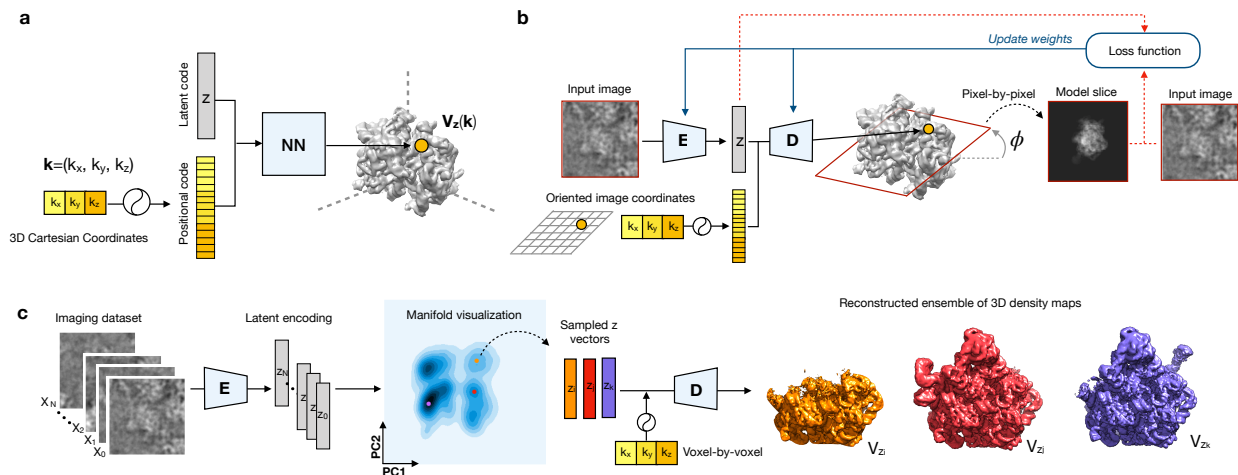 a
Latent code
z
k=(kx, ky, kz)
kx ky kz
3D Cartesian Coordinates
Positional code
NN
Vz(k)
b
Update weights
Loss function
Input image
E
z
D
Pixel-by-pixel
Model slice
Input image
ϕ
Oriented image coordinates
kx ky kz
c
Imaging dataset
XN
X2
X1
X0
E
Latent encoding
zN
z
z
z0
Manifold visualization
PC2
PC1
Sampled z
vectors
zi
zj
zk
D
kx ky kz
Voxel-by-voxel
Reconstructed ensemble of 3D density maps
Vzi
Vzj
Vzk